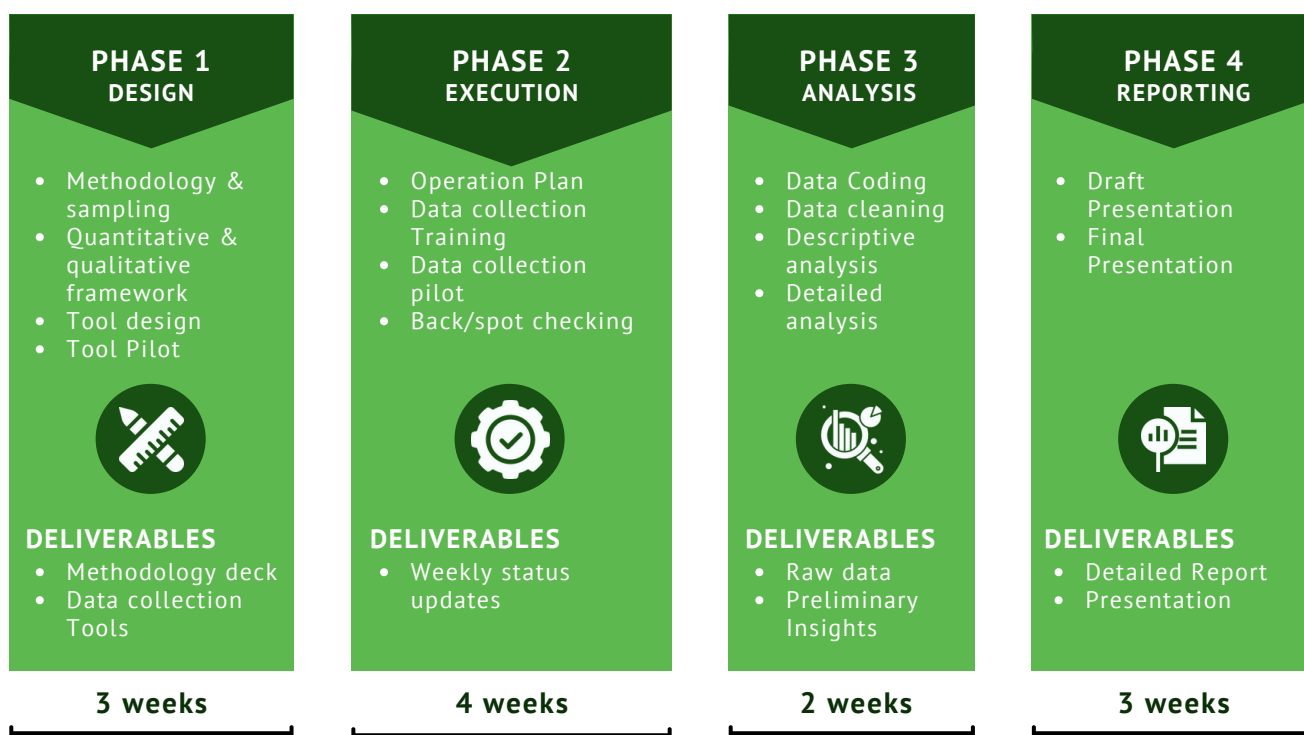 PHASE 1
DESIGN
• Methodology &
sampling
• Quantitative &
qualitative
framework
• Tool design
• Tool Pilot
DELIVERABLES
• Methodology deck
• Data collection
Tools
3 weeks
PHASE 2
EXECUTION
• Operation Plan
• Data collection
Training
• Data collection
pilot
• Back/spot checking
DELIVERABLES
• Weekly status
updates
4 weeks
PHASE 3
ANALYSIS
• Data Coding
• Data cleaning
• Descriptive
analysis
• Detailed
analysis
DELIVERABLES
• Raw data
• Preliminary
Insights
2 weeks
PHASE 4
REPORTING
• Draft
Presentation
• Final
Presentation
DELIVERABLES
• Detailed Report
• Presentation
3 weeks